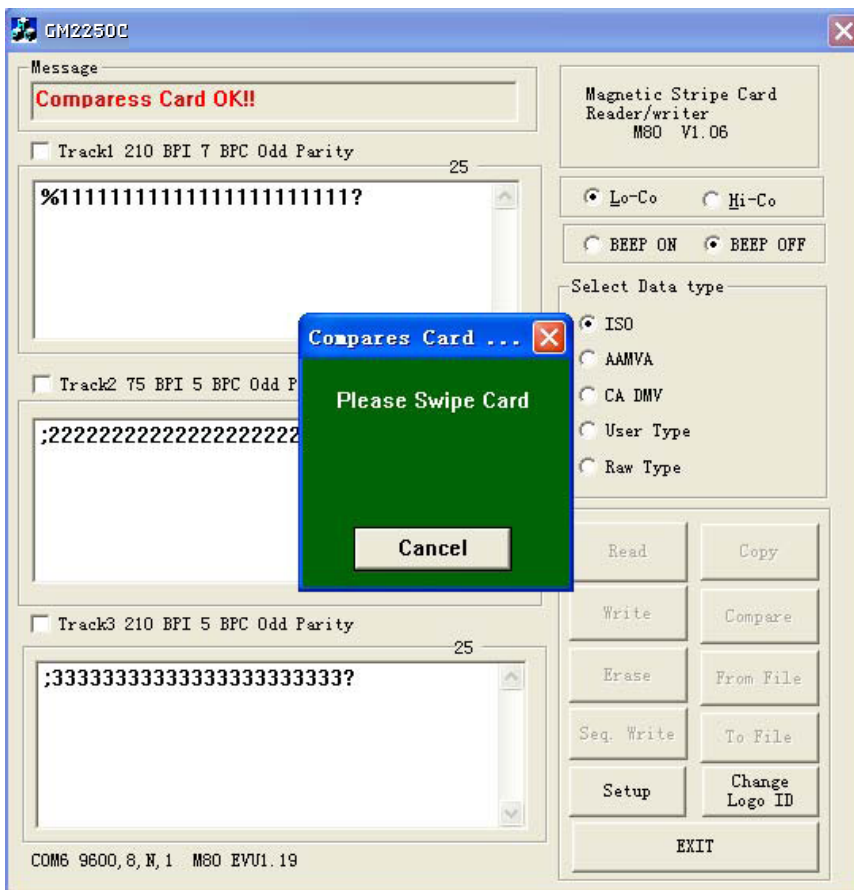 GM2250C
Message
Comparess Card OK!!
Magnetic Stripe Card
Reader/writer
M80 V1.06
Track1 210 BPI 7 BPC Odd Parity
25
%11111111111111111111111?
Lo-Co
Hi-Co
BEEP ON
BEEP OFF
Select Data type
ISO
AAMVA
CA DMV
User Type
Raw Type
Compares Card ...
Please Swipe Card
Cancel
Track2 75 BPI 5 BPC Odd P
;22222222222222222222
Track3 210 BPI 5 BPC Odd Parity
25
;33333333333333333333333?
Read
Copy
Write
Compare
Erase
From File
Seq. Write
To File
Setup
Change
Logo ID
EXIT
COM6 9600,8,N,1 M80 EVU1.19